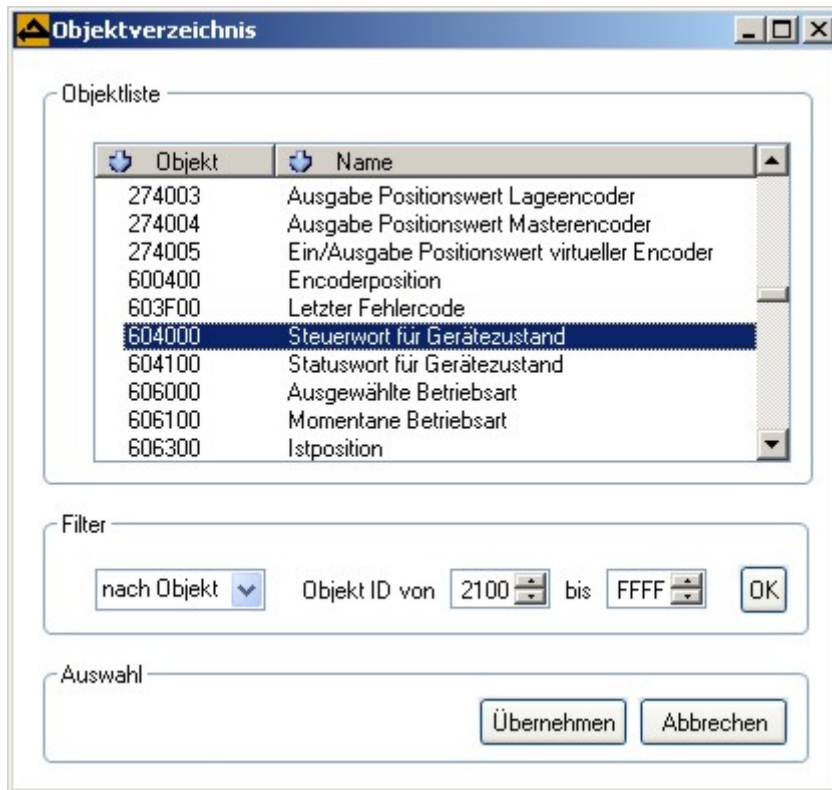 Objektverzeichnis
Objektliste
Objekt Name
274003 Ausgabe Positionswert Lageencoder
274004 Ausgabe Positionswert Masterencoder
274005 Ein/Ausgabe Positionswert virtueller Encoder
600400 Encoderposition
603F00 Letzter Fehlercode
604000 Steuerwort für Gerätezustand
604100 Statuswort für Gerätezustand
606000 Ausgewählte Betriebsart
606100 Momentane Betriebsart
606300 Istposition
Filter
nach Objekt Objekt ID von 2100 bis FFFF OK
Auswahl
Übernehmen Abbrechen